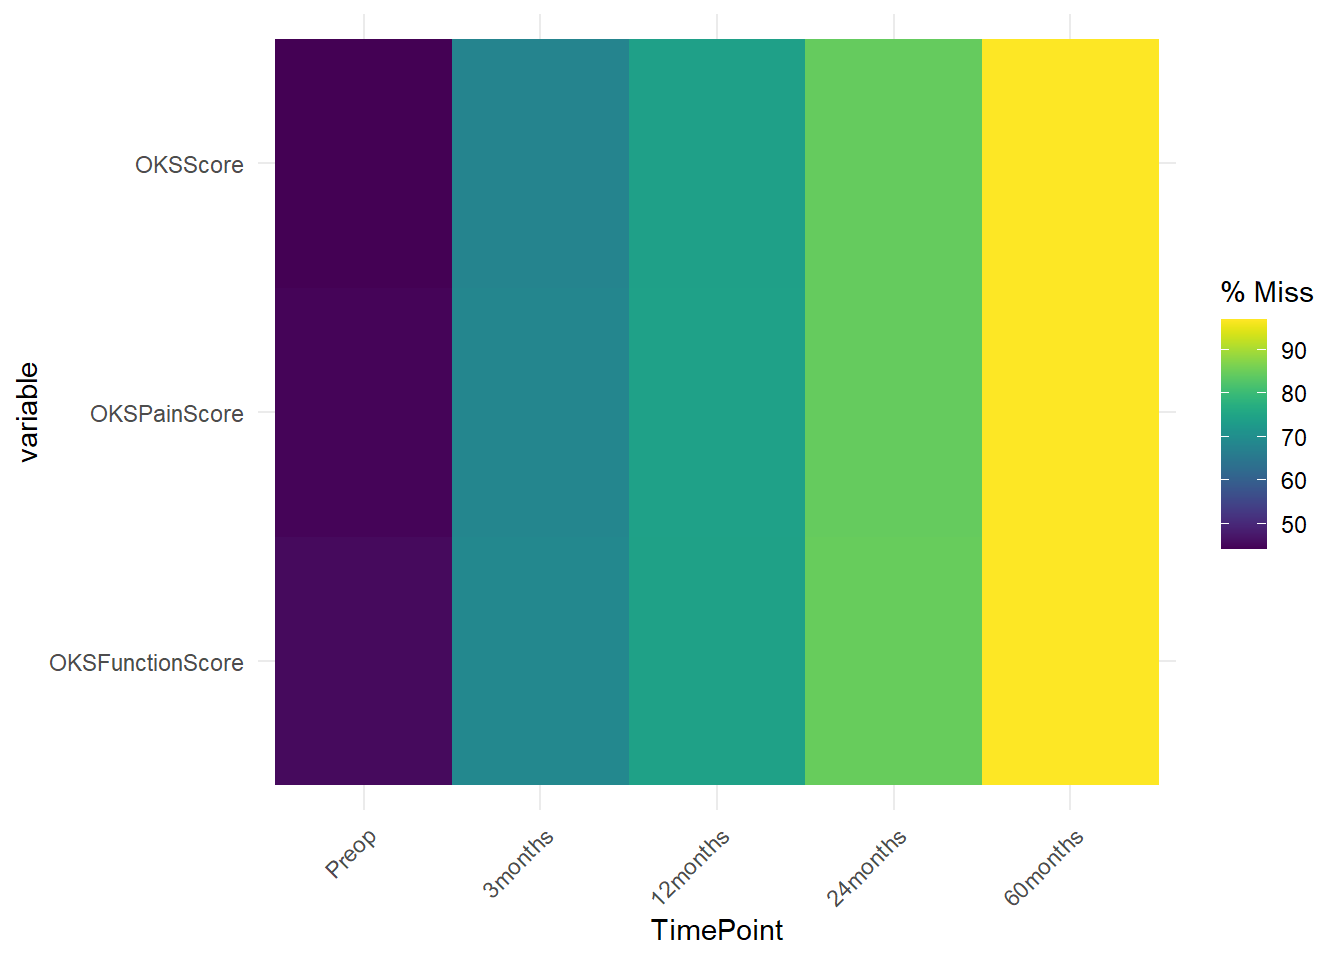 OKSScore
OKSPainScore
OKSFunctionScore
variable
Preop
3months
12months
24months
60months
TimePoint
% Miss
90
80
70
60
50